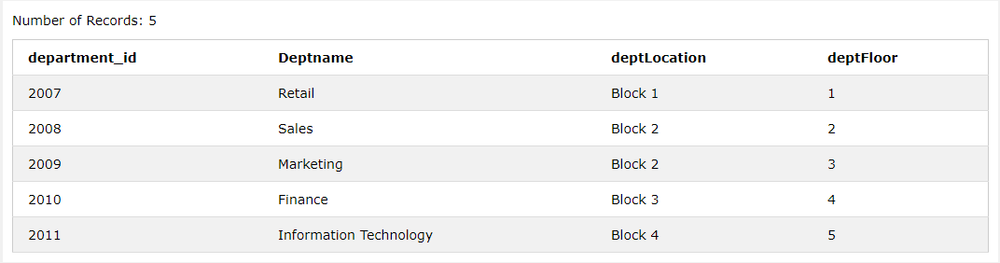 Number of Records: 5
department_id Deptname deptLocation deptFloor
2007 Retail Block 1 1
2008 Sales Block 2 2
2009 Marketing Block 2 3
2010 Finance Block 3 4
2011 Information Technology Block 4 5